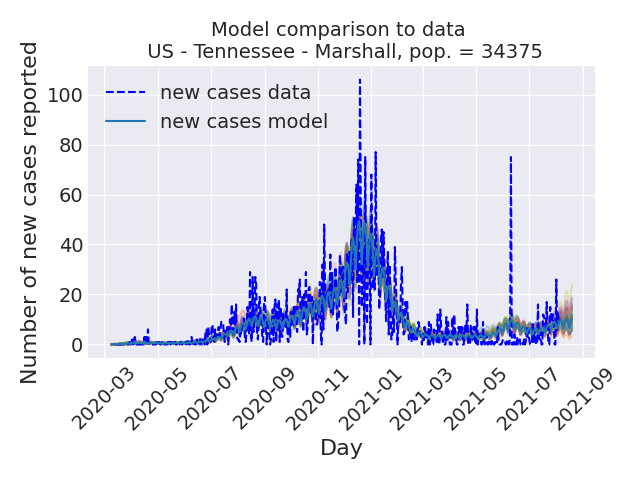 Model comparison to data
US - Tennessee - Marshall, pop. = 34375
Number of new cases reported
100
80
60
40
20
0
new cases data
new cases model
2020-03
2020-05
2020-07
2020-09
2020-11
2021-01
2021-03
2021-05
2021-07
2021-09
Day